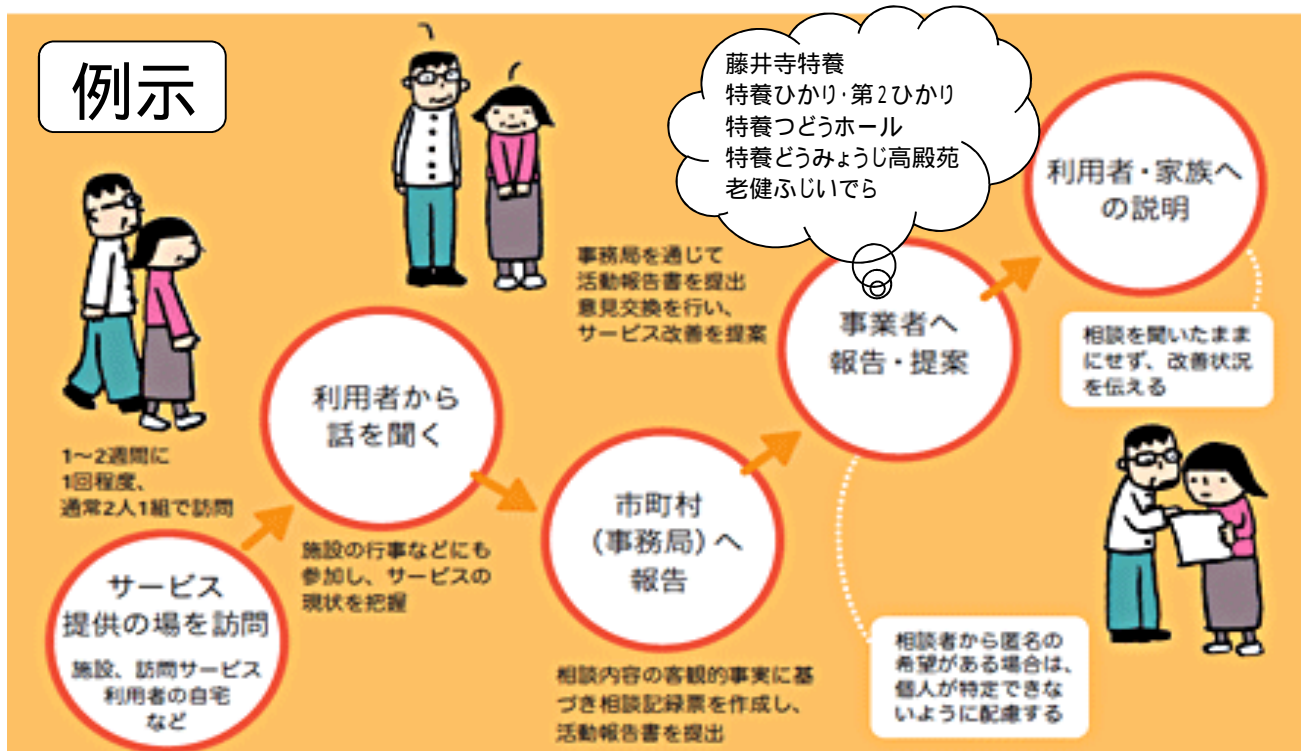 例示
藤井寺特養
特養ひかり・第2ひかり
特養つどうホール
特養どうみょうじ高殿苑
老健ふじいでら
1〜2週間に
1回程度、
通常2人1組で訪問
サービス
提供の場を訪問
施設、訪問サービス
利用者の自宅
など
利用者から
話を聞く
施設の行事などにも
参加し、サービスの
現状を把握
市町村
(事務局)へ
報告
相談内容の客観的事実に基
づき相談記録票を作成し、
活動報告書を提出
事務局を通じて
活動報告書を提出
意見交換を行い、
サービス改善を提案
事業者へ
報告・提案
相談者から匿名の
希望がある場合は、
個人が特定できな
いように配慮する
利用者・家族へ
の説明
相談を聞いたまま
にせず、改善状況
を伝える